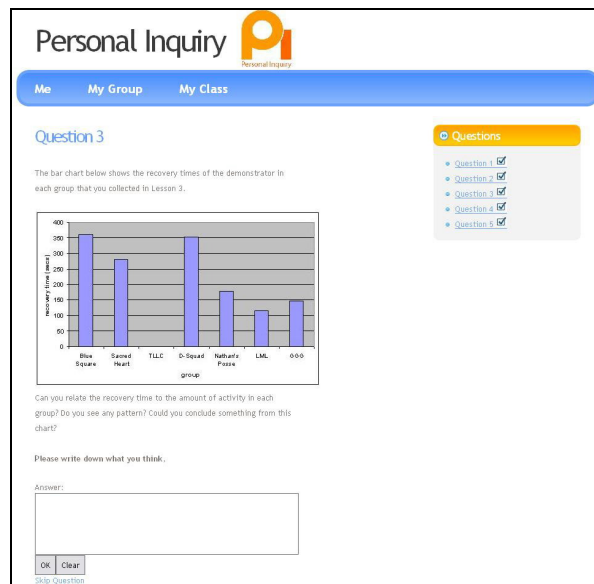 Personal Inquiry
PI
Personal Inquiry
Me My Group My Class
Question 3
The bar chart below shows the recovery times of the demonstrator in
each group that you collected in Lesson 3.
recovery time (secs)
400
350
300
250
200
150
100
50
0
Blue Square
Sacred Heart
TLLC
D-Squad
Nathan's Posse
LML
000
group
Can you relate the recovery time to the amount of activity in each
group? Do you see any pattern? Could you conclude something from this
chart?
Please write down what you think.
Answer:
OK Clear
Skip Question
Questions
Question 1
Question 2
Question 3
Question 4
Question 5